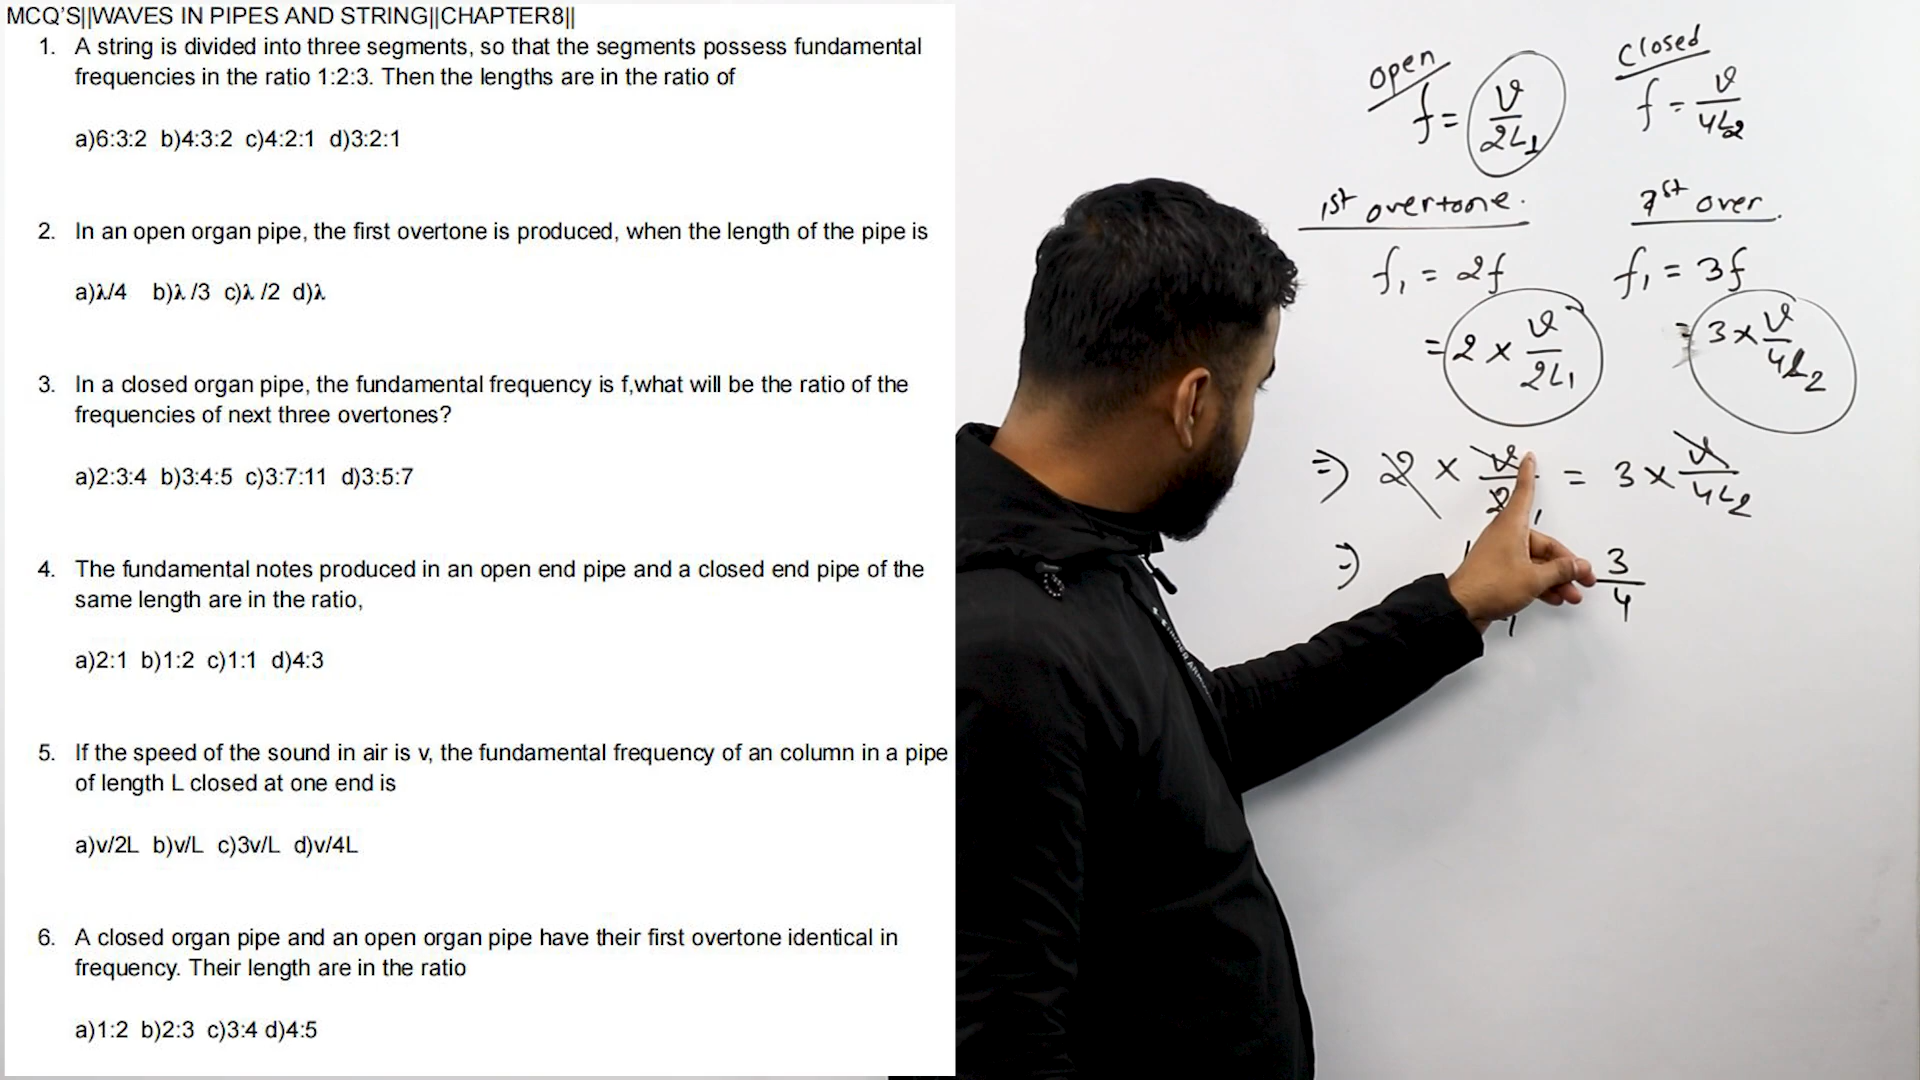 MCQ'S||WAVES IN PIPES AND STRING||CHAPTER8||
1. A string is divided into three segments, so that the segments possess fundamental
frequencies in the ratio 1:2:3. Then the lengths are in the ratio of
a)6:3:2 b)4:3:2 c)4:2:1 d)3:2:1
2. In an open organ pipe, the first overtone is produced, when the length of the pipe is
a)λ/4 b)λ /3 c)λ /2 d)λ
3. In a closed organ pipe, the fundamental frequency is f,what will be the ratio of the
frequencies of next three overtones?
a)2:3:4 b)3:4:5 c)3:7:11 d)3:5:7
4. The fundamental notes produced in an open end pipe and a closed end pipe of the
same length are in the ratio,
a)2:1 b)1:2 c)1:1 d)4:3
5. If the speed of the sound in air is v, the fundamental frequency of an column in a pipe
of length L closed at one end is
a)v/2L b)v/L c)3v/L d)v/4L
6. A closed organ pipe and an open organ pipe have their first overtone identical in
frequency. Their length are in the ratio
a)1:2 b)2:3 c)3:4 d)4:5
open
f = v/2L₁
closed
f = v/4L₂
1st overtone.
f₁ = 2f
= 2 × v/2L₁
1st over.
f₁ = 3f
= 3 × v/4L₂
⇒ 2 × v/2 ₁ = 3 × v/4L₂
⇒ 3/4